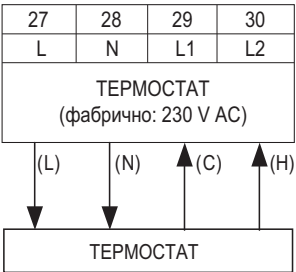 27 28 29 30
L N L1 L2
ТЕРМОСТАТ
(фабрично: 230 V AC)
(L) (N) (C) (H)
ТЕРМОСТАТ